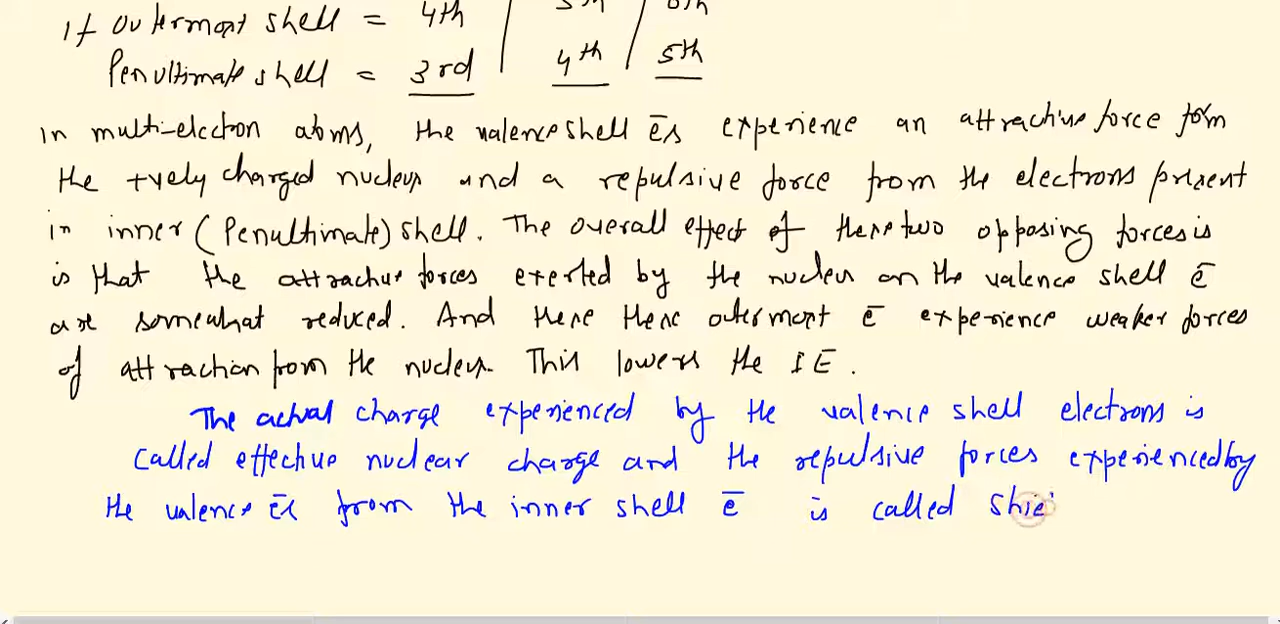 If outermost shell = 4th / 5th / 6th
Penultimate shell = 3rd / 4th / 5th
In multi-elctron atoms, the valence shell ēs experience an attractive force form
the +vely charged nucleus and a repulsive force from the electrons present
in inner (Penultimate) shell. The overall effect of these two opposing forces is
is that the attractive forces exerted by the nucleus on the valence shell ē
are somewhat reduced. And these outermost ē experience weaker forces
of attraction from the nucleus. This lowers the IE.
The actual charge experienced by the valence shell electrons is
called effective nuclear charge and the repulsive forces experienced by
the valence ēs from the inner shell ē is called shie